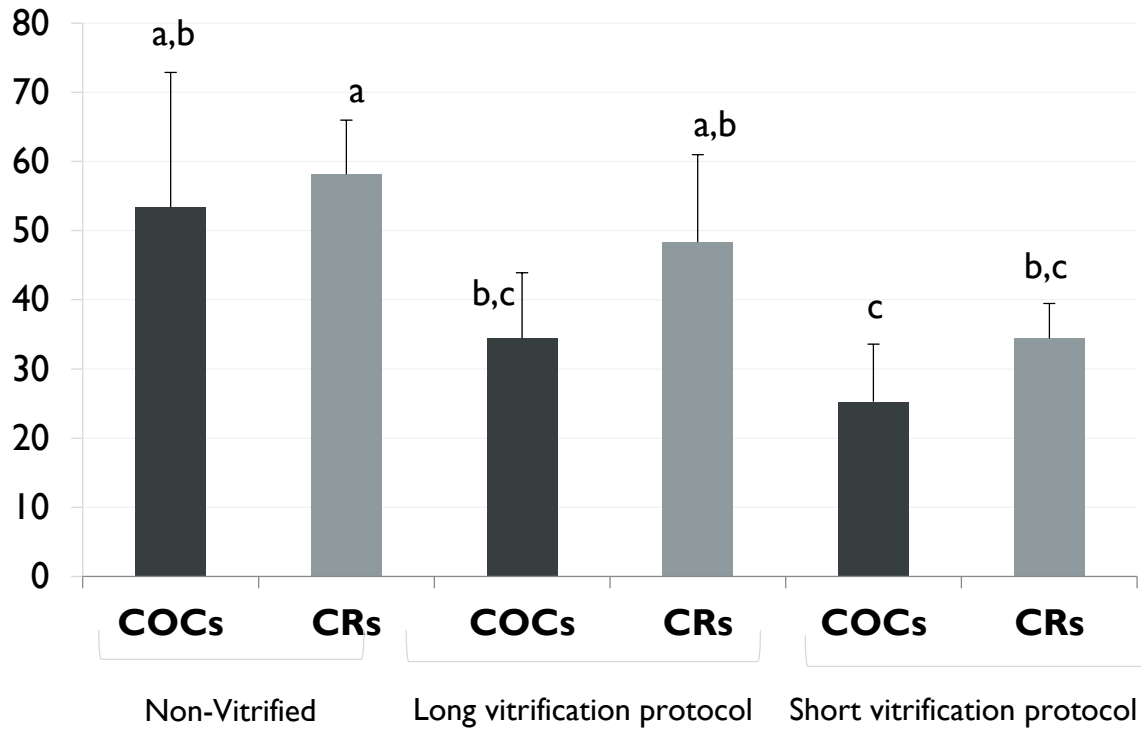 80
70
60
50
40
30
20
10
0
a,b
a
b,c
a,b
c
b,c
COCs CRs COCs CRs COCs CRs
Non-Vitrified Long vitrification protocol Short vitrification protocol